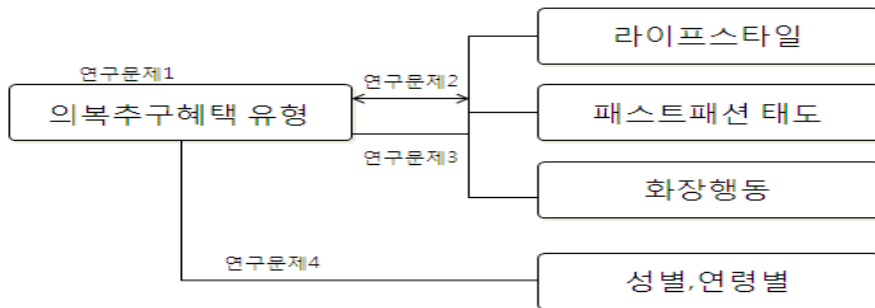 라이프스타일
연구문제1
연구문제2
의복추구혜택 유형
패스트패션 태도
연구문제3
화장행동
연구문제4
성별,연령별